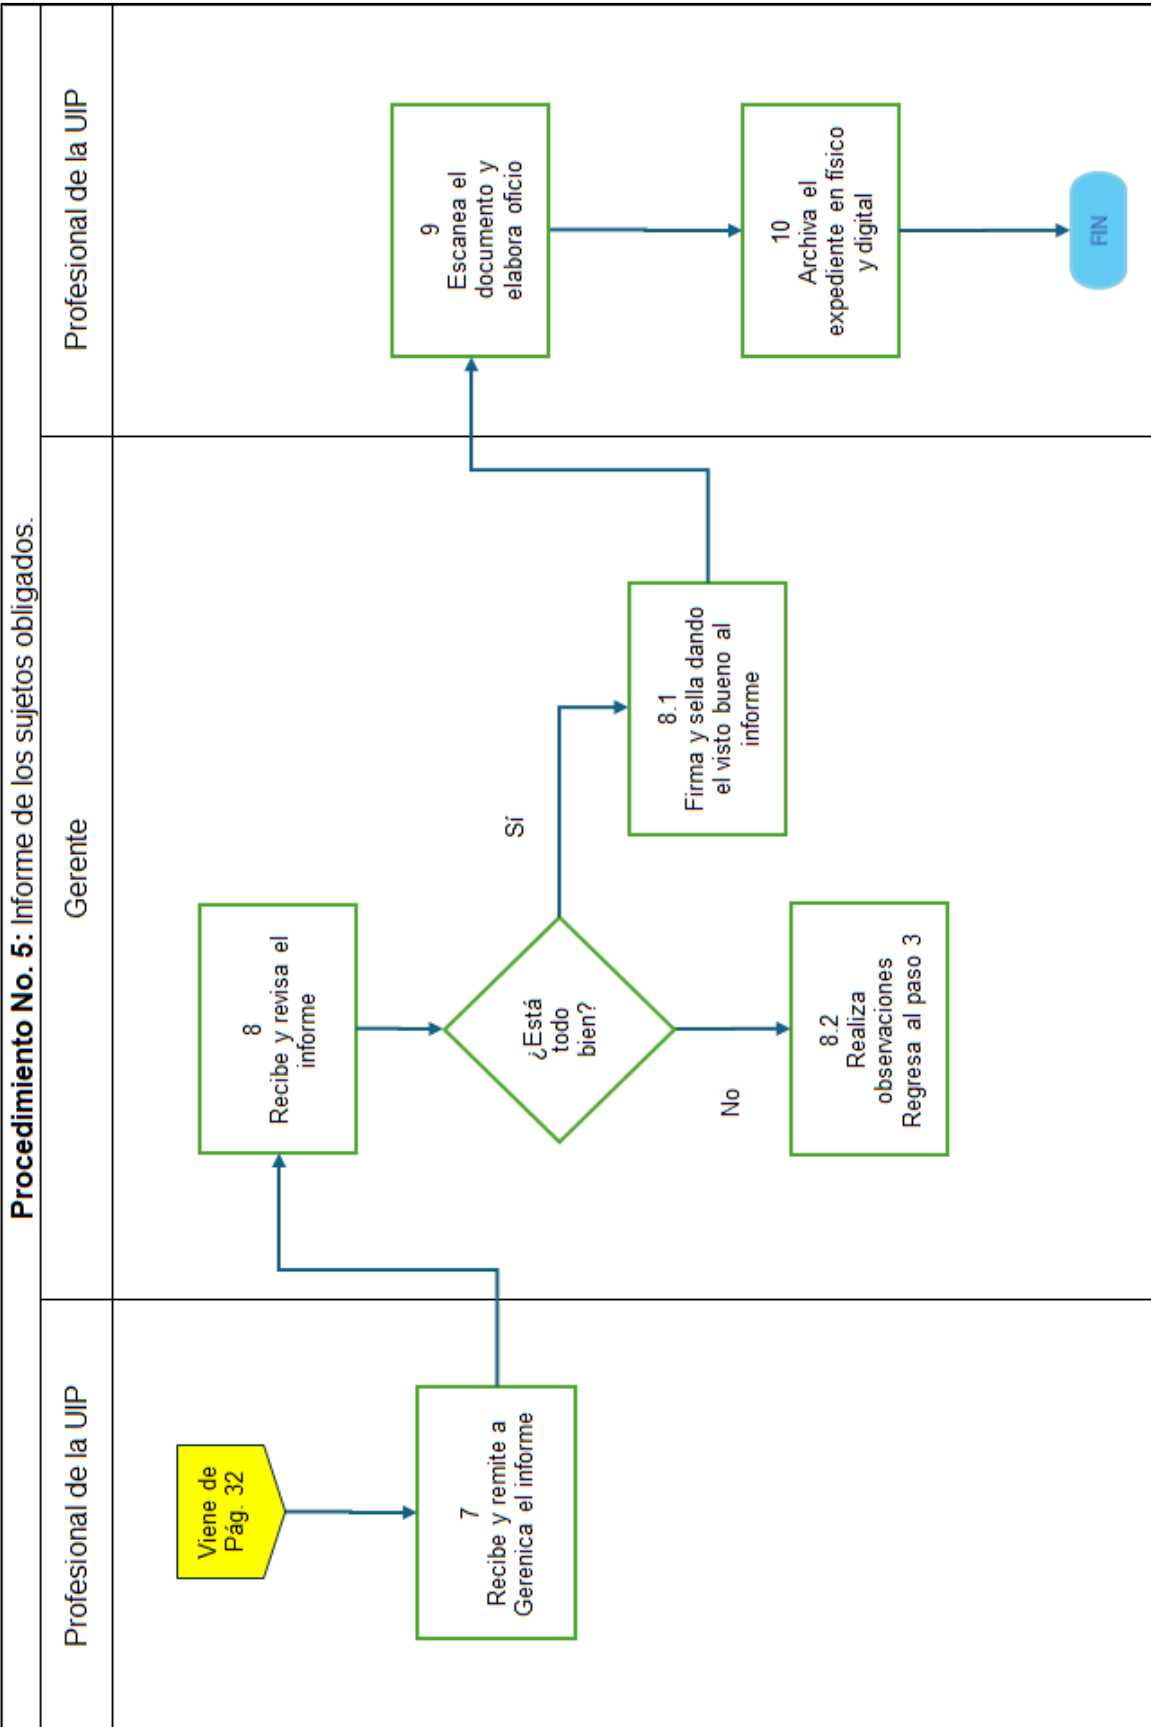 Procedimiento No. 5: Informe de los sujetos obligados.
Profesional de la UIP
Gerente
Profesional de la UIP
Viene de
Pág. 32
7
Recibe y remite a
Gerenica el informe
8
Recibe y revisa el
informe
¿Está
todo
bien?
Sí
No
8.1
Firma y sella dando
el visto bueno al
informe
8.2
Realiza
observaciones
Regresa al paso 3
9
Escanea el
documento y
elabora oficio
10
Archiva el
expediente en físico
y digital
FIN